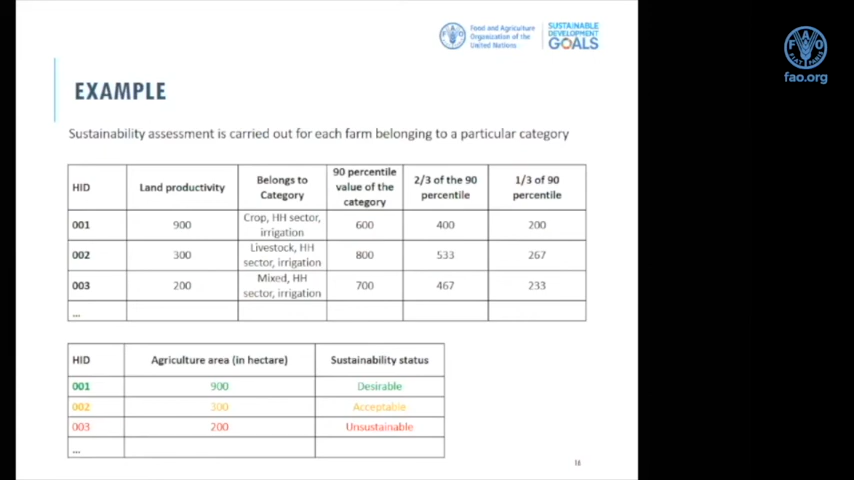 Food and Agriculture
Organization of the
United Nations
SUSTAINABLE
DEVELOPMENT
GOALS
FAO
FIAT PANIS
fao.org
EXAMPLE
Sustainability assessment is carried out for each farm belonging to a particular category
HID Land productivity Belongs to Category 90 percentile value of the category 2/3 of the 90 percentile 1/3 of 90 percentile
001 900 Crop, HH sector, irrigation 600 400 200
002 300 Livestock, HH sector, irrigation 800 533 267
003 200 Mixed, HH sector, irrigation 700 467 233
...
HID Agriculture area (in hectare) Sustainability status
001 900 Desirable
002 300 Acceptable
003 200 Unsustainable
...
16